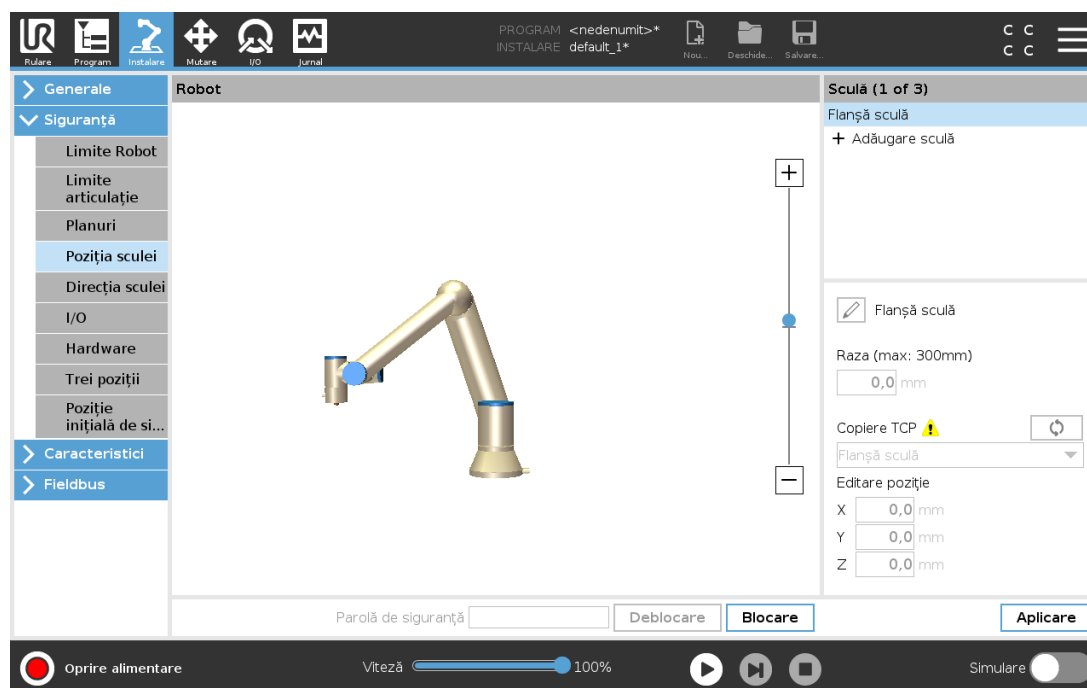 PROGRAM <nedenumit>*
INSTALARE default_1*
Rulare
Program
Instalare
Mutare
I/O
Jurnal
Nou...
Deschide...
Salvare...
C C
C C
Generale
Siguranță
Limite Robot
Limite
articulație
Planuri
Poziția sculei
Direcția sculei
I/O
Hardware
Trei poziții
Poziție
inițială de si...
Caracteristici
Fieldbus
Robot
Sculă (1 of 3)
Flanșă sculă
Adăugare sculă
Flanșă sculă
Raza (max: 300mm)
0,0 mm
Copiere TCP
Flanșă sculă
Editare poziție
X 0,0 mm
Y 0,0 mm
Z 0,0 mm
Parolă de siguranță
Deblocare
Blocare
Aplicare
Oprire alimentare
Viteză
100%
Simulare